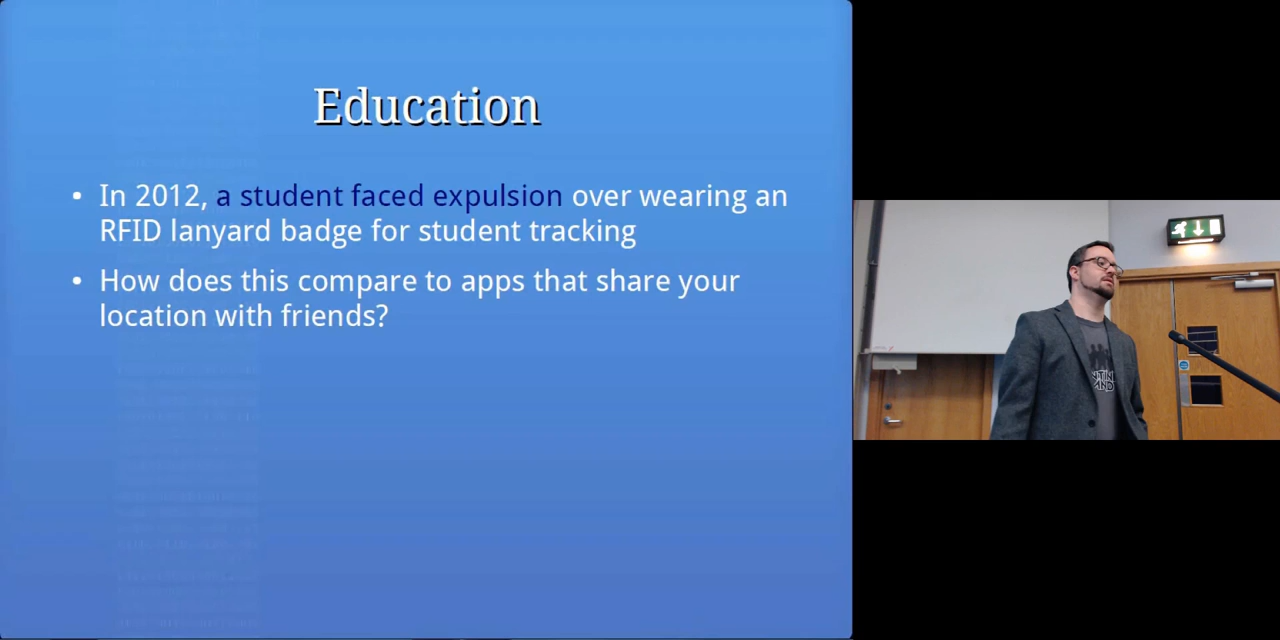 Education
• In 2012, a student faced expulsion over wearing an
RFID lanyard badge for student tracking
• How does this compare to apps that share your
location with friends?